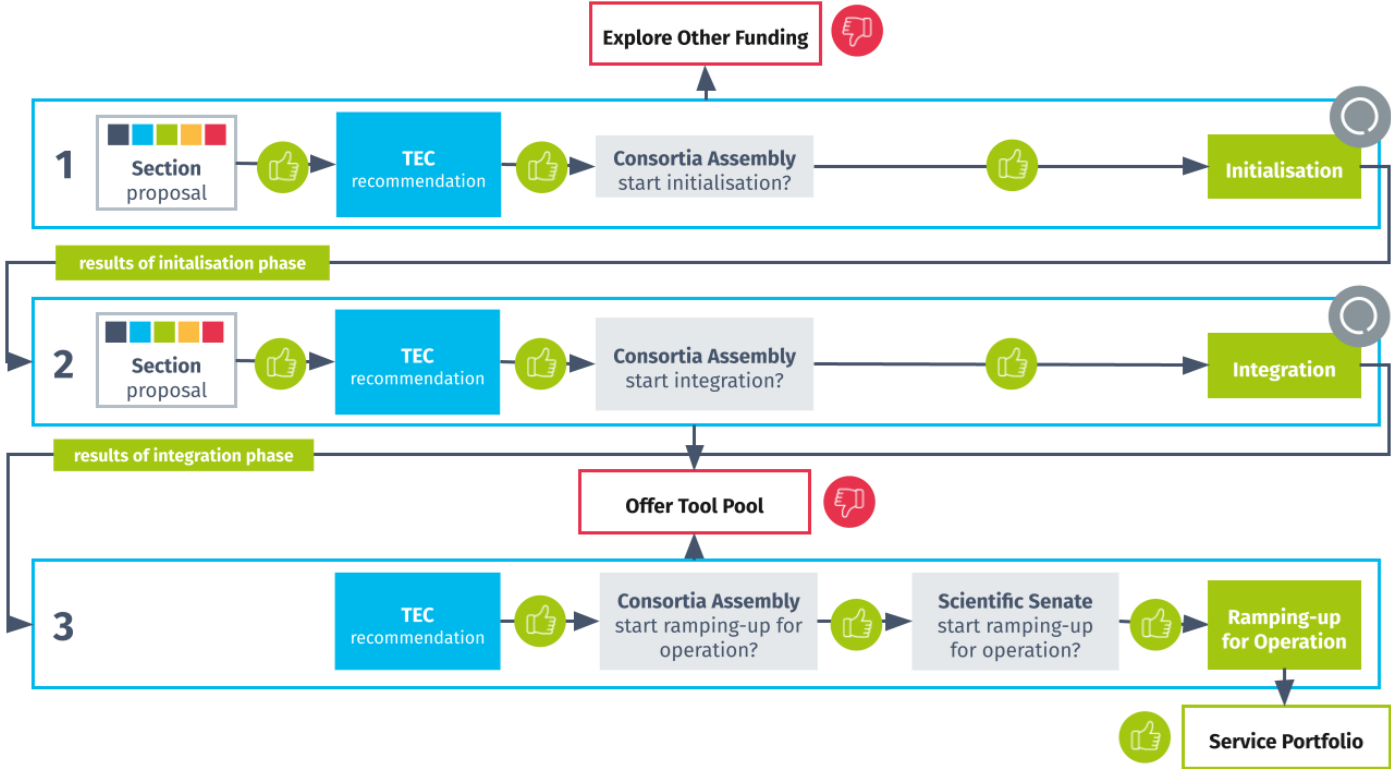 Explore Other Funding
1
Section
proposal
TEC
recommendation
Consortia Assembly
start initialisation?
Initialisation
results of initalisation phase
2
Section
proposal
TEC
recommendation
Consortia Assembly
start integration?
Integration
results of integration phase
Offer Tool Pool
3
TEC
recommendation
Consortia Assembly
start ramping-up for
operation?
Scientific Senate
start ramping-up
for operation?
Ramping-up
for Operation
Service Portfolio